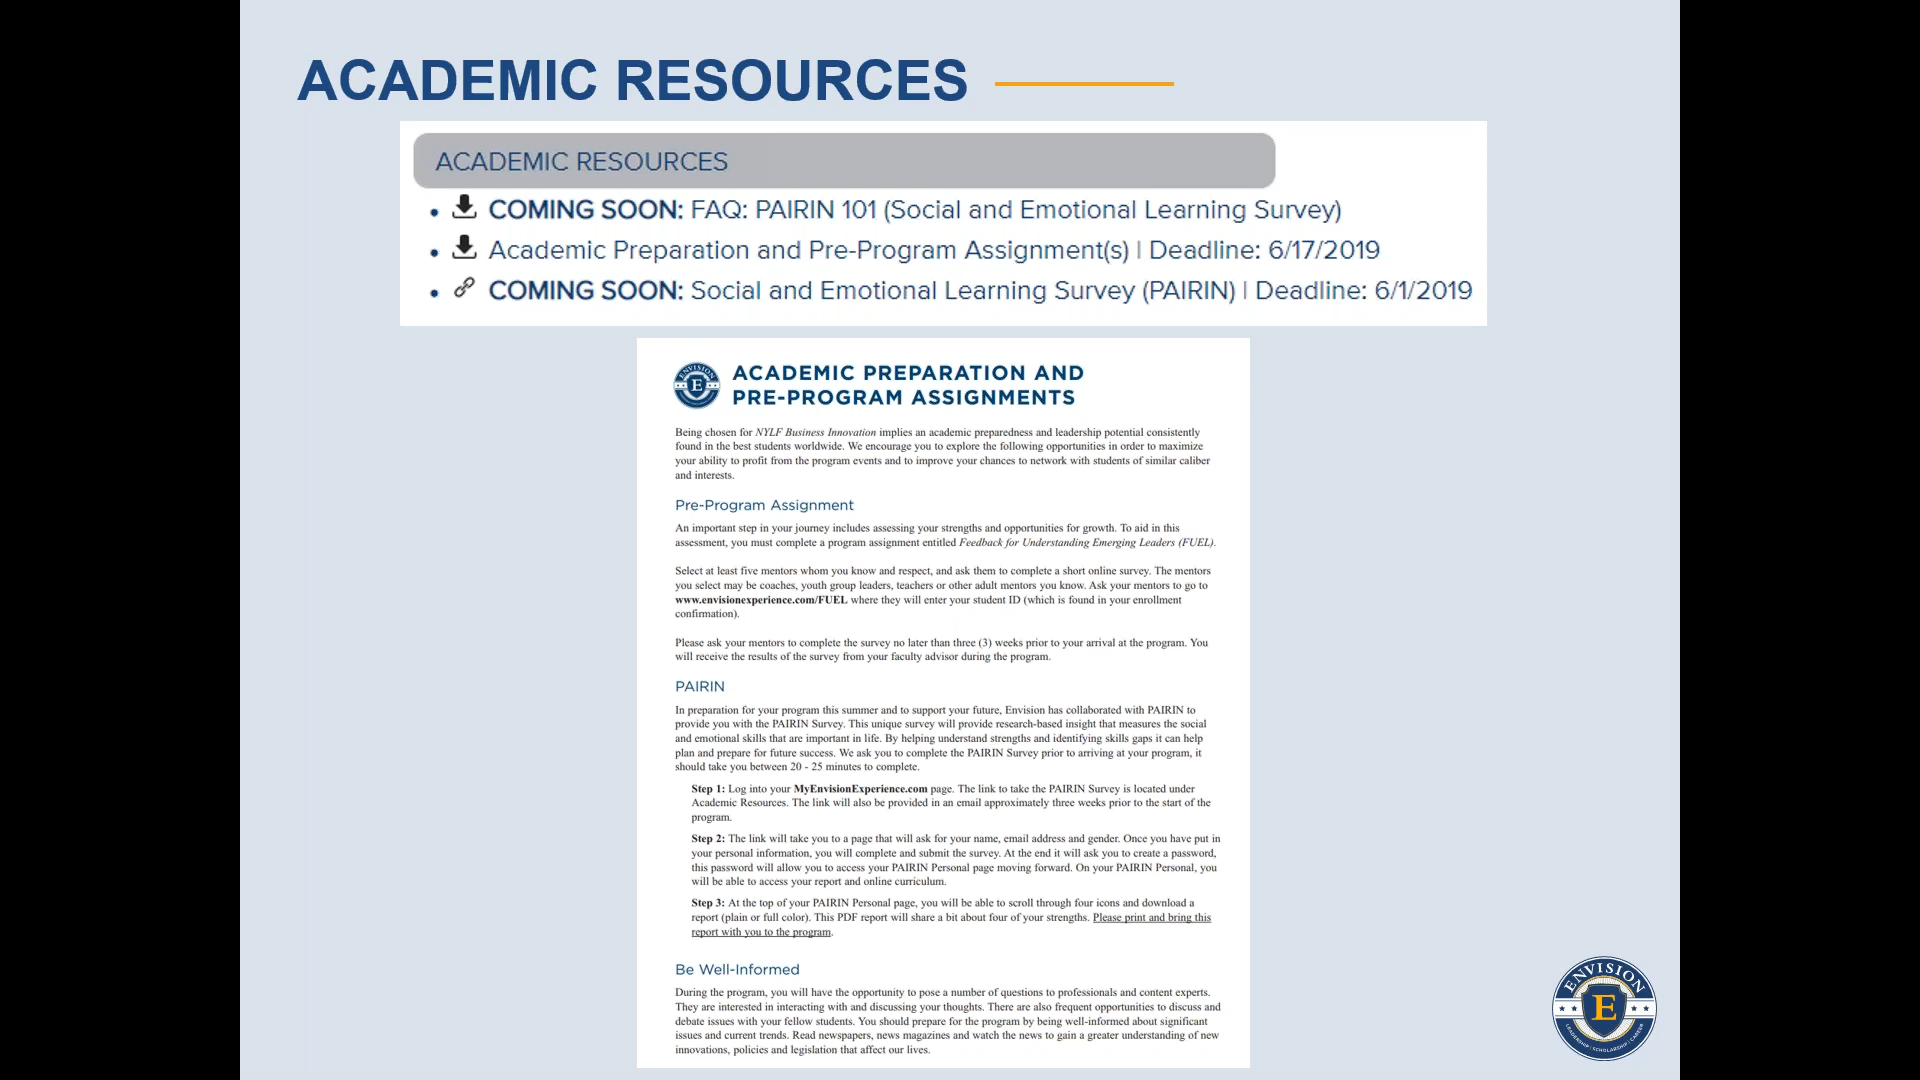 ACADEMIC RESOURCES
ACADEMIC RESOURCES
• COMING SOON: FAQ: PAIRIN 101 (Social and Emotional Learning Survey)
• Academic Preparation and Pre-Program Assignment(s) | Deadline: 6/17/2019
• COMING SOON: Social and Emotional Learning Survey (PAIRIN) | Deadline: 6/1/2019
ENVISION
E
ACADEMIC PREPARATION AND
PRE-PROGRAM ASSIGNMENTS
Being chosen for NYLF Business Innovation implies an academic preparedness and leadership potential consistently
found in the best students worldwide. We encourage you to explore the following opportunities in order to maximize
your ability to profit from the program events and to improve your chances to network with students of similar caliber
and interests.
Pre-Program Assignment
An important step in your journey includes assessing your strengths and opportunities for growth. To aid in this
assessment, you must complete a program assignment entitled Feedback for Understanding Emerging Leaders (FUEL).
Select at least five mentors whom you know and respect, and ask them to complete a short online survey. The mentors
you select may be coaches, youth group leaders, teachers or other adult mentors you know. Ask your mentors to go to
www.envisionexperience.com/FUEL where they will enter your student ID (which is found in your enrollment
confirmation).
Please ask your mentors to complete the survey no later than three (3) weeks prior to your arrival at the program. You
will receive the results of the survey from your faculty advisor during the program.
PAIRIN
In preparation for your program this summer and to support your future, Envision has collaborated with PAIRIN to
provide you with the PAIRIN Survey. This unique survey will provide research-based insight that measures the social
and emotional skills that are important in life. By helping understand strengths and identifying skills gaps it can help
plan and prepare for future success. We ask you to complete the PAIRIN Survey prior to arriving at your program, it
should take you between 20 - 25 minutes to complete.
Step 1: Log into your MyEnvisionExperience.com page. The link to take the PAIRIN Survey is located under
Academic Resources. The link will also be provided in an email approximately three weeks prior to the start of the
program.
Step 2: The link will take you to a page that will ask for your name, email address and gender. Once you have put in
your personal information, you will complete and submit the survey. At the end it will ask you to create a password,
this password will allow you to access your PAIRIN Personal page moving forward. On your PAIRIN Personal, you
will be able to access your report and online curriculum.
Step 3: At the top of your PAIRIN Personal page, you will be able to scroll through four icons and download a
report (plain or full color). This PDF report will share a bit about four of your strengths. Please print and bring this
report with you to the program.
Be Well-Informed
During the program, you will have the opportunity to pose a number of questions to professionals and content experts.
They are interested in interacting with and discussing your thoughts. There are also frequent opportunities to discuss and
debate issues with your fellow students. You should prepare for the program by being well-informed about significant
issues and current trends. Read newspapers, news magazines and watch the news to gain a greater understanding of new
innovations, policies and legislation that affect our lives.
ENVISION
E
LEADERSHIP | SCHOLARSHIP | CAREER